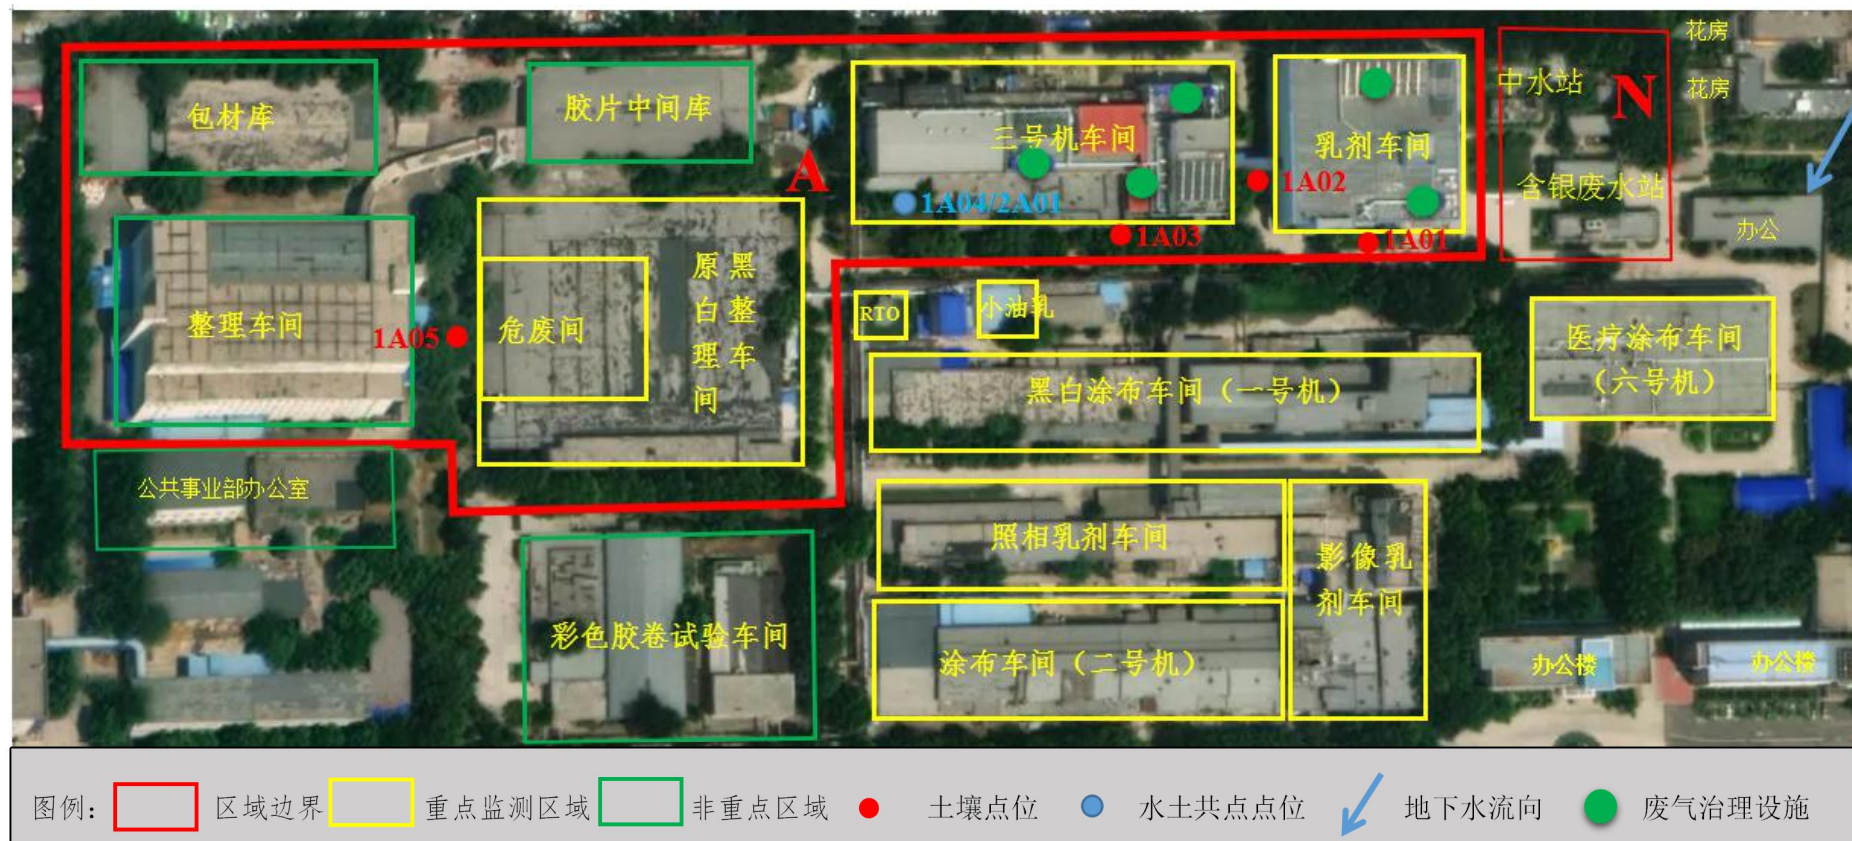 花房
包材库
胶片中间库
三号机车间
乳剂车间
中水站
N
花房
A
1A04/2A01
1A02
1A03
1A01
含银废水站
办公
整理车间
1A05
危废间
原黑
白整
理车
间
RTO
小油乳
黑白涂布车间（一号机）
医疗涂布车间
（六号机）
公共事业部办公室
照相乳剂车间
影像乳
剂车间
彩色胶卷试验车间
涂布车间（二号机）
办公楼
办公楼
图例：
区域边界
重点监测区域
非重点区域
土壤点位
水土共点点位
地下水流向
废气治理设施